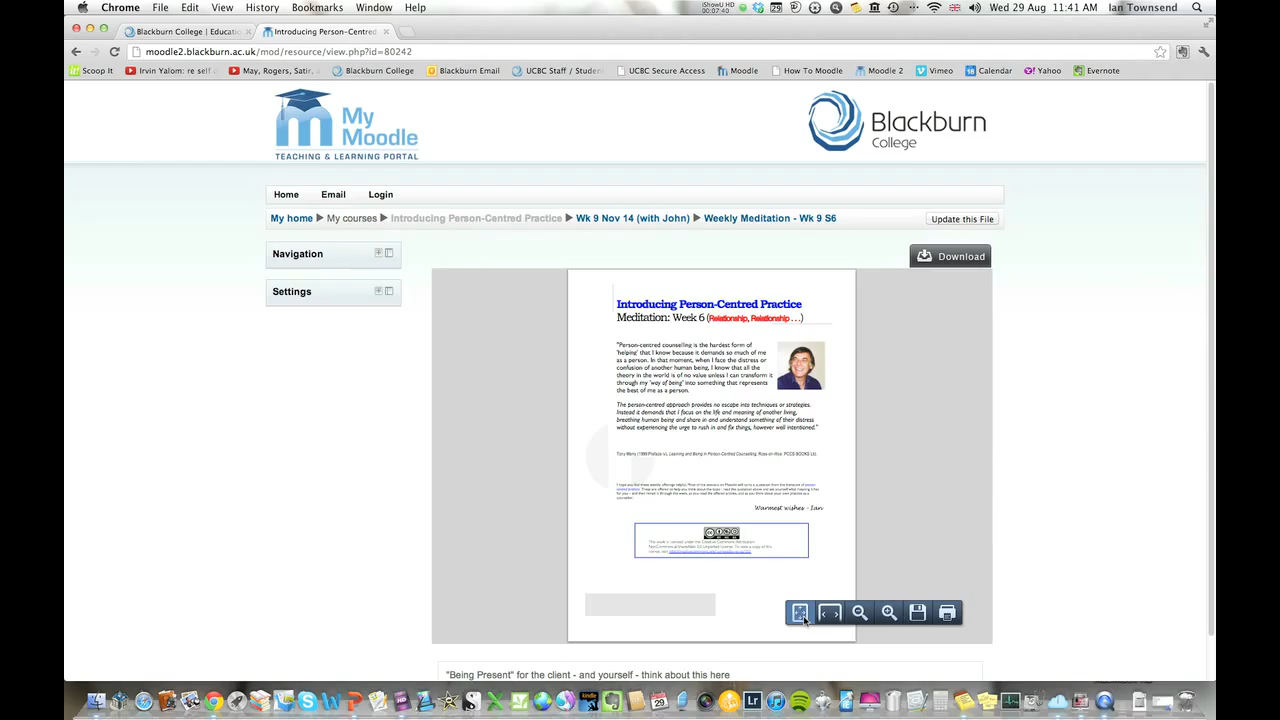 Chrome File Edit View History Bookmarks Window Help iShowU HD 00:07:40 Wed 29 Aug 11:41 AM Ian Townsend
Blackburn College | Educatio
Introducing Person-Centred
moodle2.blackburn.ac.uk/mod/resource/view.php?id=80242
Scoop It Irvin Yalom: re self d May, Rogers, Satir, Blackburn College Blackburn Email UCBC Staff / Studen UCBC Secure Access Moodle How To Moodle Moodle 2 Vimeo Calendar Yahoo Evernote
My
Moodle
TEACHING & LEARNING PORTAL
Blackburn
College
Home Email Login
My home My courses Introducing Person-Centred Practice Wk 9 Nov 14 (with John) Weekly Meditation - Wk 9 S6
Update this File
Navigation
Settings
Download
Introducing Person-Centred Practice
Meditation: Week 6 (Relationship, Relationship . . .)
"Person-centred counselling is the hardest form of
'helping' that I know because it demands so much of me
as a person. In that moment, when I face the distress or
confusion of another human being, I know that all the
theory in the world is of no value unless I can transform it
through my 'way of being' into something that represents
the best of me as a person.
The person-centred approach provides no escape into techniques or strategies.
Instead it demands that I focus on the life and meaning of another living,
breathing human being and share in and understand something of their distress
without experiencing the urge to rush in and fix things, however well intentioned."
Warmest wishes - Ian
"Being Present" for the client - and yourself - think about this here